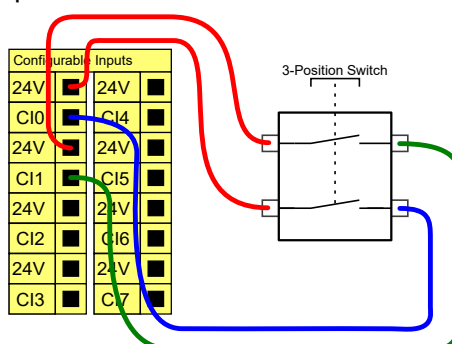 Configurable Inputs
24V 24V
CI0 CI4
24V 24V
CI1 CI5
24V 24V
CI2 CI6
24V 24V
CI3 CI7
3-Position Switch